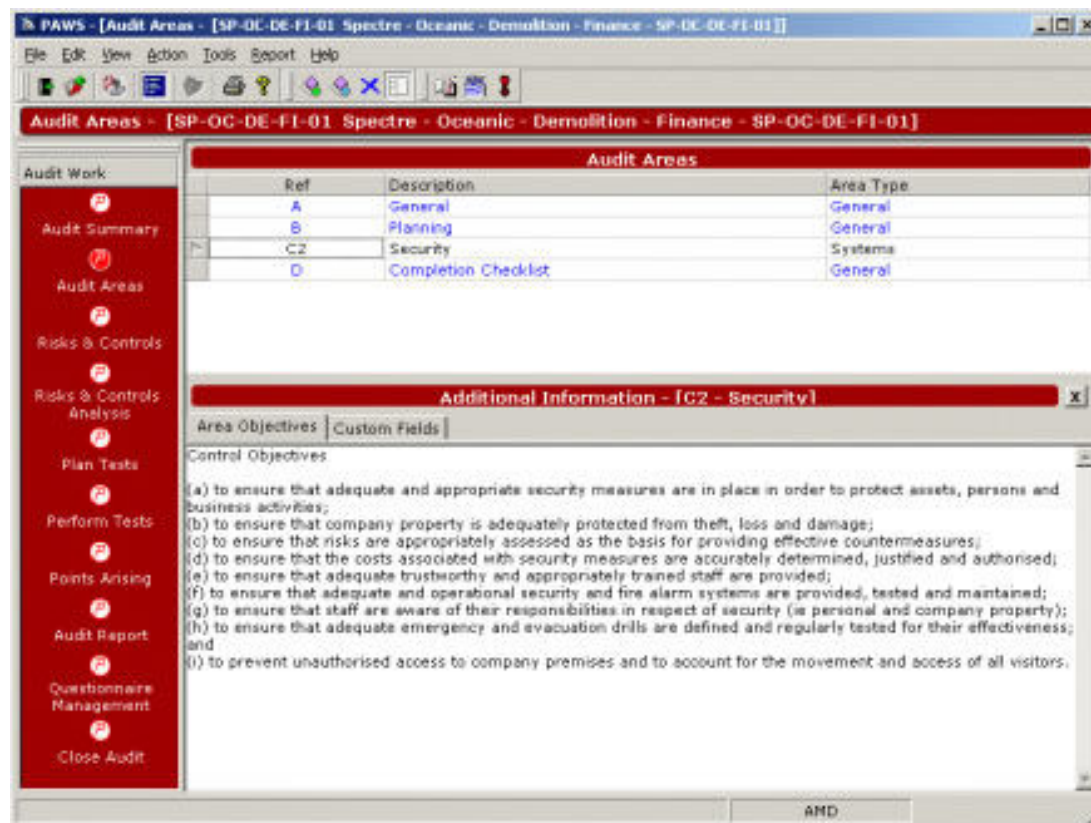 PAWS - [Audit Areas - [SP-OC-DE-FI-01 Spectre - Oceanic - Demolition - Finance - SP-OC-DE-FI-01]]
File Edit View Action Tools Report Help
Audit Areas - [SP-OC-DE-FI-01 Spectre - Oceanic - Demolition - Finance - SP-OC-DE-FI-01]
Audit Work
Audit Summary
Audit Areas
Risks & Controls
Risks & Controls
Analysis
Plan Tests
Perform Tests
Points Arising
Audit Report
Questionnaire
Management
Close Audit
Audit Areas
Ref Description Area Type
A General General
B Planning General
C2 Security Systems
D Completion Checklist General
Additional Information - [C2 - Security]
Area Objectives Custom Fields
Control Objectives
(a) to ensure that adequate and appropriate security measures are in place in order to protect assets, persons and
business activities;
(b) to ensure that company property is adequately protected from theft, loss and damage;
(c) to ensure that risks are appropriately assessed as the basis for providing effective countermeasures;
(d) to ensure that the costs associated with security measures are accurately determined, justified and authorised;
(e) to ensure that adequate trustworthy and appropriately trained staff are provided;
(f) to ensure that adequate and operational security and fire alarm systems are provided, tested and maintained;
(g) to ensure that staff are aware of their responsibilities in respect of security (ie personal and company property);
(h) to ensure that adequate emergency and evacuation drills are defined and regularly tested for their effectiveness;
and
(i) to prevent unauthorised access to company premises and to account for the movement and access of all visitors.
AMD